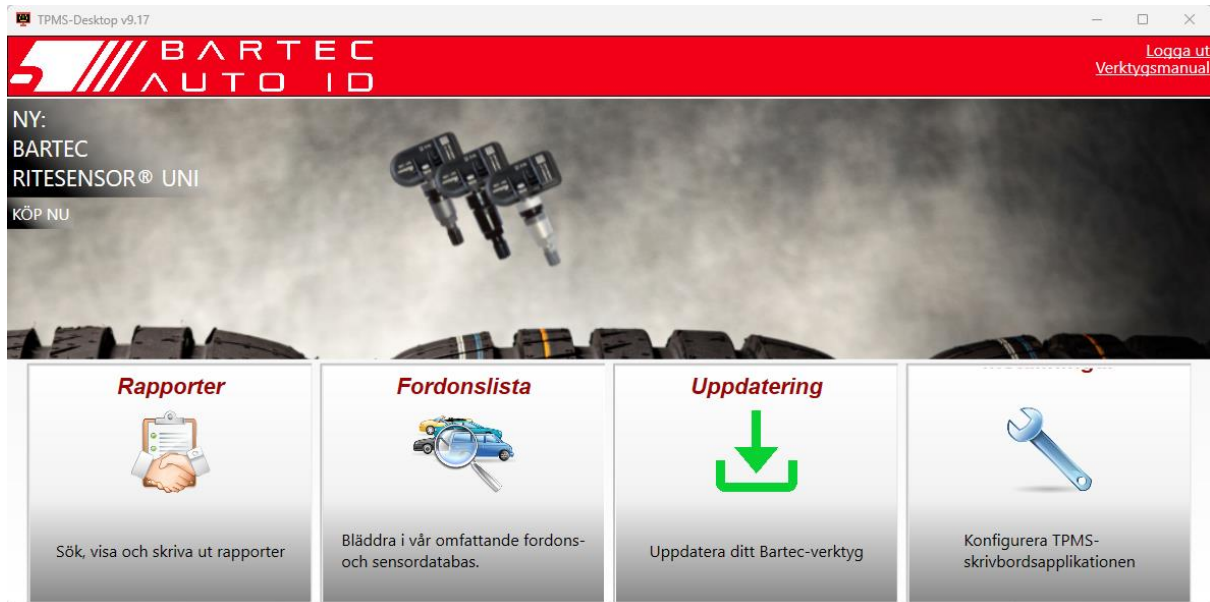 TPMS-Desktop v9.17
BARTEC
AUTO ID
Logga ut
Verktygsmanual
NY:
BARTEC
RITESENSOR® UNI
KÖP NU
Rapporter
Sök, visa och skriva ut rapporter
Fordonslista
Bläddra i vår omfattande fordons-
och sensordatabas.
Uppdatering
Uppdatera ditt Bartec-verktyg
Konfigurera TPMS-
skrivbordsapplikationen